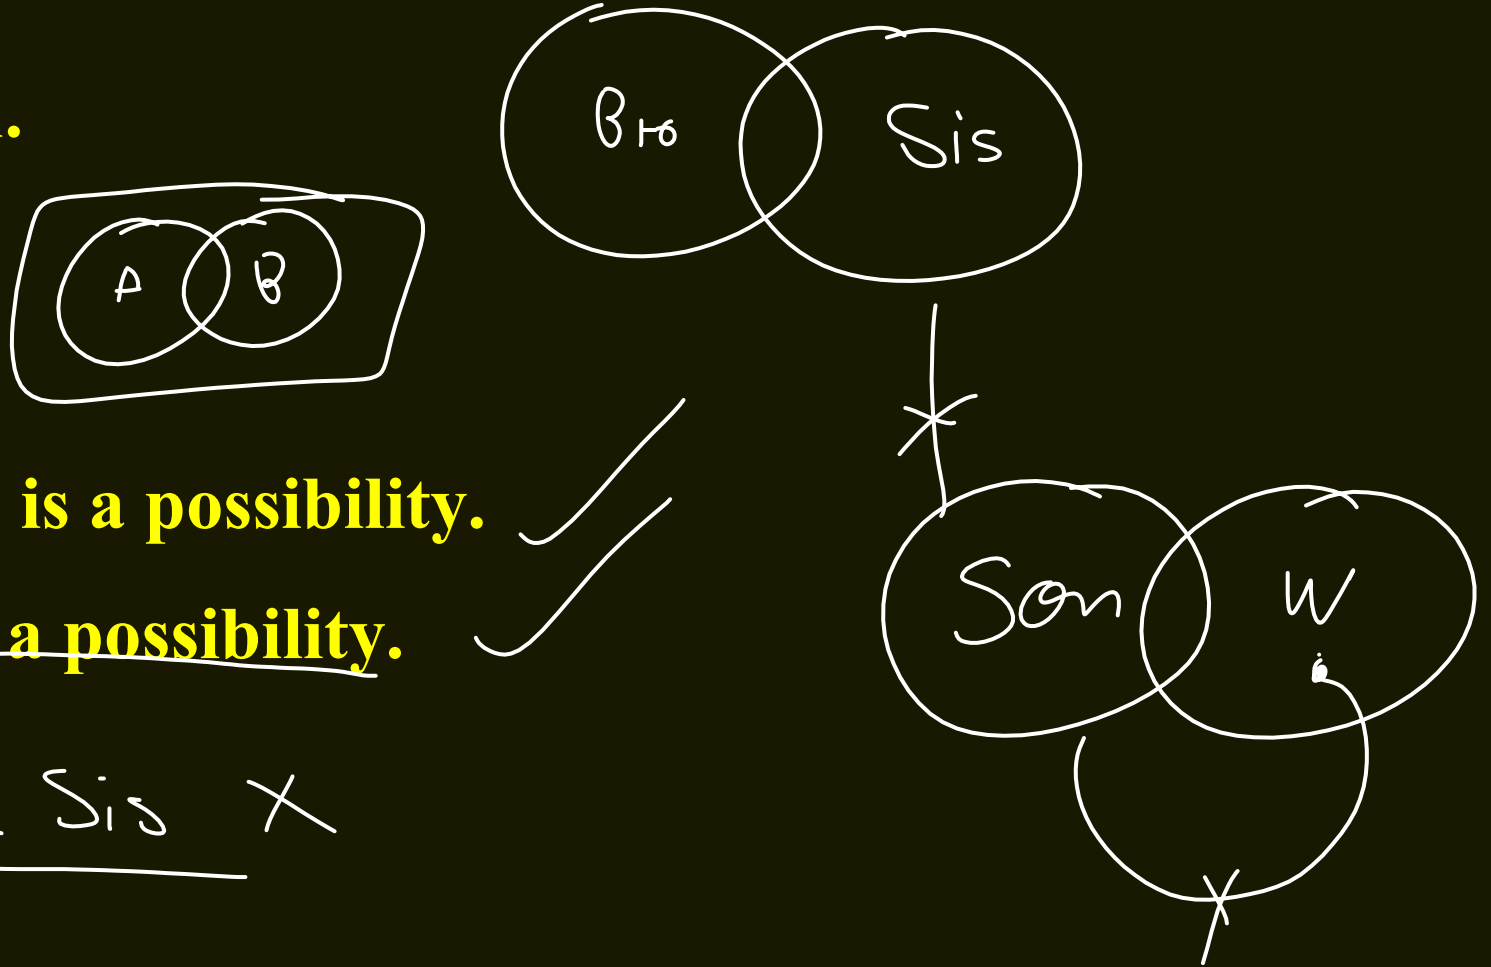 Bro Sis
A B
is a possibility.
Son W
a possibility.
Sis X